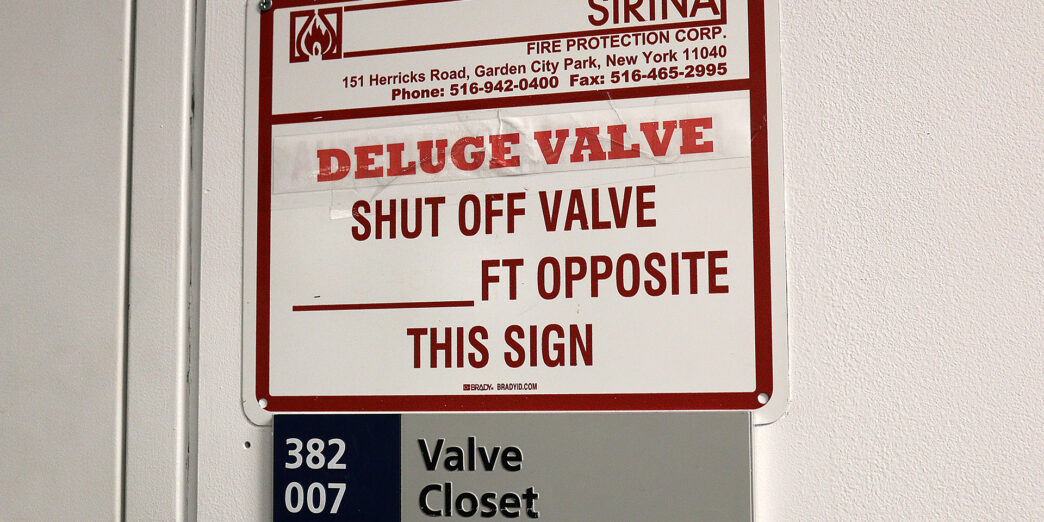 SIRINA
FIRE PROTECTION CORP.
151 Herricks Road, Garden City Park, New York 11040
Phone: 516-942-0400 Fax: 516-465-2995
DELUGE VALVE
SHUT OFF VALVE
FT OPPOSITE
THIS SIGN
BRADY. BRADYID.COM
382
007
Valve
Closet